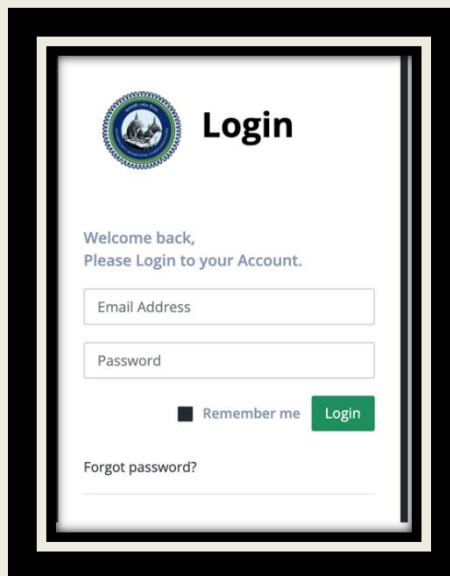 Login
Welcome back,
Please Login to your Account.
Email Address
Password
Remember me
Login
Forgot password?